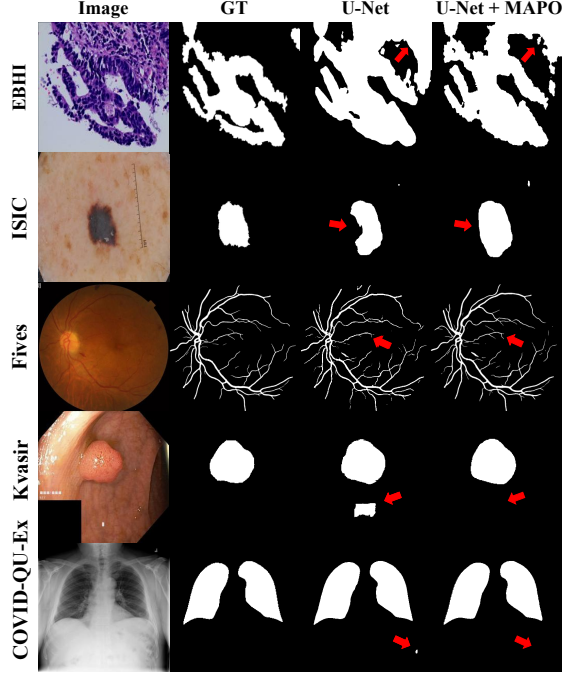 Image GT U-Net U-Net + MAPO
EBHI
ISIC
Fives
Kvasir
COVID-QU-Ex